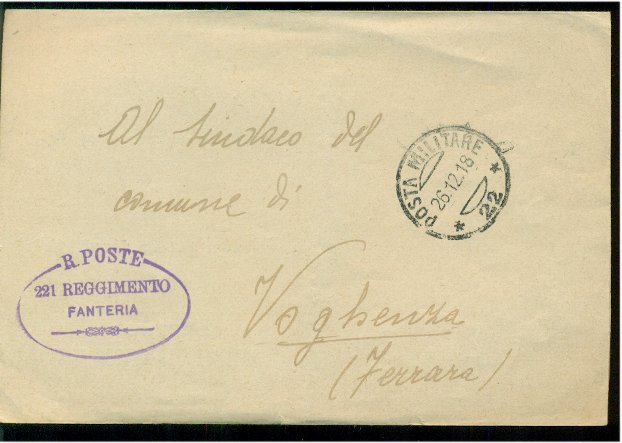 Al Sindaco del
comune di
Voghenza
(Ferrara)
POSTA MILITARE
26.12.18
* 22 *
R. POSTE
221 REGGIMENTO
FANTERIA